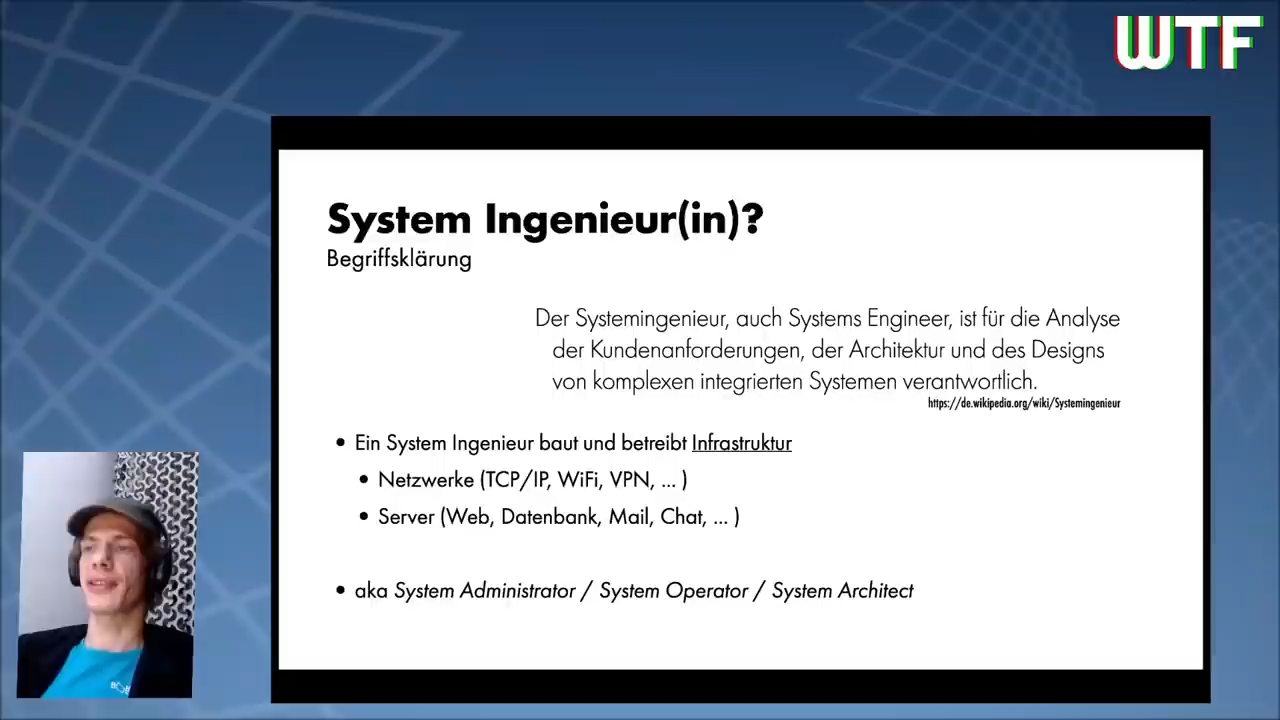 WTF
System Ingenieur(in)?
Begriffsklärung
Der Systemingenieur, auch Systems Engineer, ist für die Analyse
der Kundenanforderungen, der Architektur und des Designs
von komplexen integrierten Systemen verantwortlich.
https://de.wikipedia.org/wiki/Systemingenieur
• Ein System Ingenieur baut und betreibt Infrastruktur
• Netzwerke (TCP/IP, WiFi, VPN, ... )
• Server (Web, Datenbank, Mail, Chat, ... )
• aka System Administrator / System Operator / System Architect